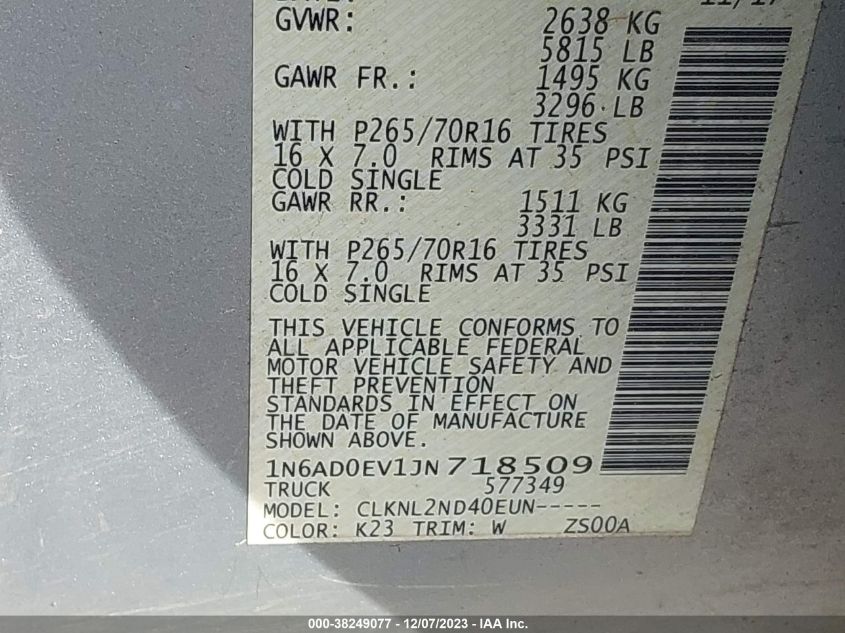 11/17
GVWR: 2638 KG
5815 LB
GAWR FR.: 1495 KG
3296 LB
WITH P265/70R16 TIRES
16 X 7.0 RIMS AT 35 PSI
COLD SINGLE
GAWR RR.: 1511 KG
3331 LB
WITH P265/70R16 TIRES
16 X 7.0 RIMS AT 35 PSI
COLD SINGLE
THIS VEHICLE CONFORMS TO
ALL APPLICABLE FEDERAL
MOTOR VEHICLE SAFETY AND
THEFT PREVENTION
STANDARDS IN EFFECT ON
THE DATE OF MANUFACTURE
SHOWN ABOVE.
1N6AD0EV1JN718509
TRUCK 577349
MODEL: CLKNL2ND40EUN-----
COLOR: K23 TRIM: W ZS00A
000-38249077 - 12/07/2023 - IAA Inc.